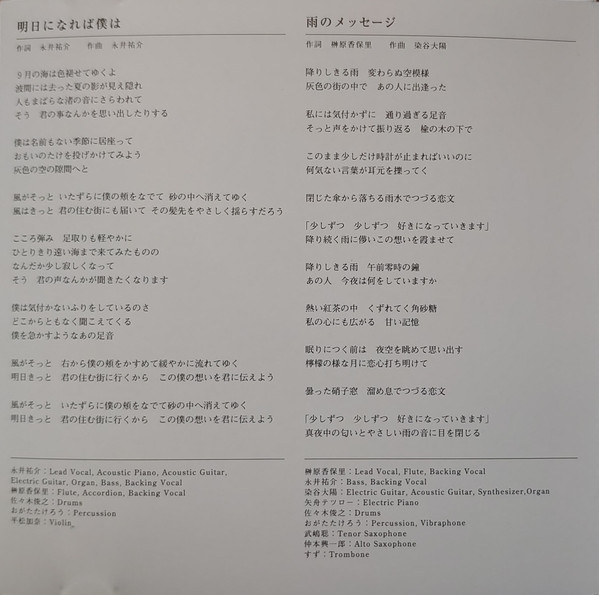 明日になれば僕は
作詞　永井祐介　　作曲　永井祐介
９月の海は色褪せてゆくよ
波間には去った夏の影が見え隠れ
人もまばらな渚の音にさらわれて
そう　君の事なんかを思い出したりする
僕は名前もない季節に居座って
おもいのたけを投げかけてみよう
灰色の空の隙間へと
風がそっと いたずらに僕の頬をなでて 砂の中へ消えてゆく
風はきっと 君の住む街にも届いて その髪先をやさしく揺らすだろう
こころ弾み　足取りも軽やかに
ひとりきり遠い海まで来てみたものの
なんだか少し寂しくなって
そう　君の声なんかが聞きたくなります
僕は気付かないふりをしているのさ
どこからともなく聞こえてくる
僕を急かすようなあの足音
風がそっと　右から僕の頬をかすめて緩やかに流れてゆく
明日きっと　君の住む街に行くから　この僕の想いを君に伝えよう
風がそっと　いたずらに僕の頬をなでて砂の中へ消えてゆく
明日きっと　君の住む街に行くから　この僕の想いを君に伝えよう
永井祐介：Lead Vocal, Acoustic Piano, Acoustic Guitar,
Electric Guitar, Organ, Bass, Backing Vocal
榊原香保里：Flute, Accordion, Backing Vocal
佐々木俊之：Drums
おがたたけろう：Percussion
平松加奈：Violin
雨のメッセージ
作詞　榊原香保里　　作曲　染谷大陽
降りしきる雨　変わらぬ空模様
灰色の街の中で　あの人に出逢った
私には気付かずに　通り過ぎる足音
そっと声をかけて振り返る　楡の木の下で
このまま少しだけ時計が止まればいいのに
何気ない言葉が耳元を掠ってく
閉じた傘から落ちる雨水でつづる恋文
「少しずつ　少しずつ　好きになっていきます」
降り続く雨に儚いこの想いを霞ませて
降りしきる雨　午前零時の鐘
あの人　今夜は何をしていますか
熱い紅茶の中　くずれてく角砂糖
私の心にも広がる　甘い記憶
眠りにつく前は　夜空を眺めて思い出す
檸檬の様な月に恋心打ち明けて
曇った硝子窓　溜め息でつづる恋文
「少しずつ　少しずつ　好きになっていきます」
真夜中の匂いとやさしい雨の音に目を閉じる
榊原香保里：Lead Vocal, Flute, Backing Vocal
永井祐介：Bass, Backing Vocal
染谷大陽：Electric Guitar, Acoustic Guitar, Synthesizer,Organ
矢舟テツロー：Electric Piano
佐々木俊之：Drums
おがたたけろう：Percussion, Vibraphone
武嶋聡：Tenor Saxophone
仲本興一郎：Alto Saxophone
すず：Trombone